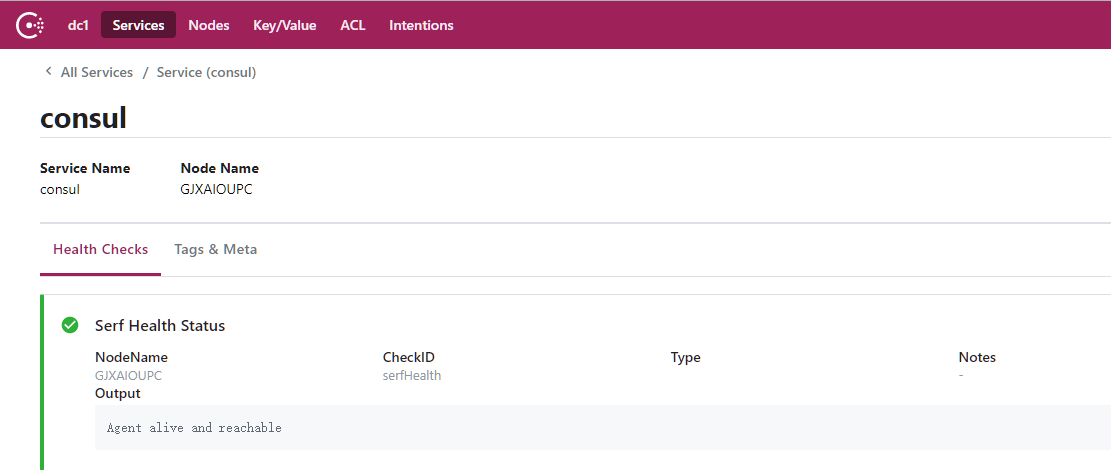 dc1 Services Nodes Key/Value ACL Intentions
All Services / Service (consul)
consul
Service Name Node Name
consul GJXAIOUPC
Health Checks Tags & Meta
Serf Health Status
NodeName CheckID Type Notes
GJXAIOUPC serfHealth -
Output
Agent alive and reachable